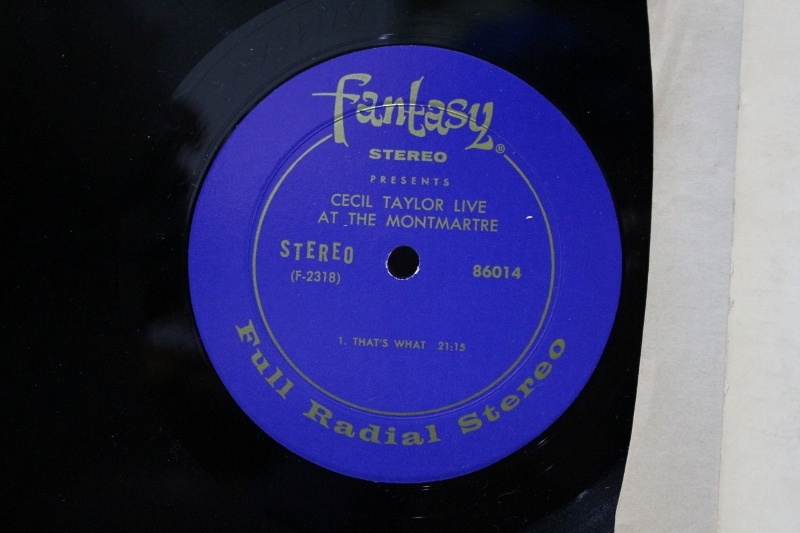 fantasy®
STEREO
PRESENTS
CECIL TAYLOR LIVE
AT THE MONTMARTRE
STEREO
(F-2318)
86014
1. THAT'S WHAT 21:15
Full Radial Stereo